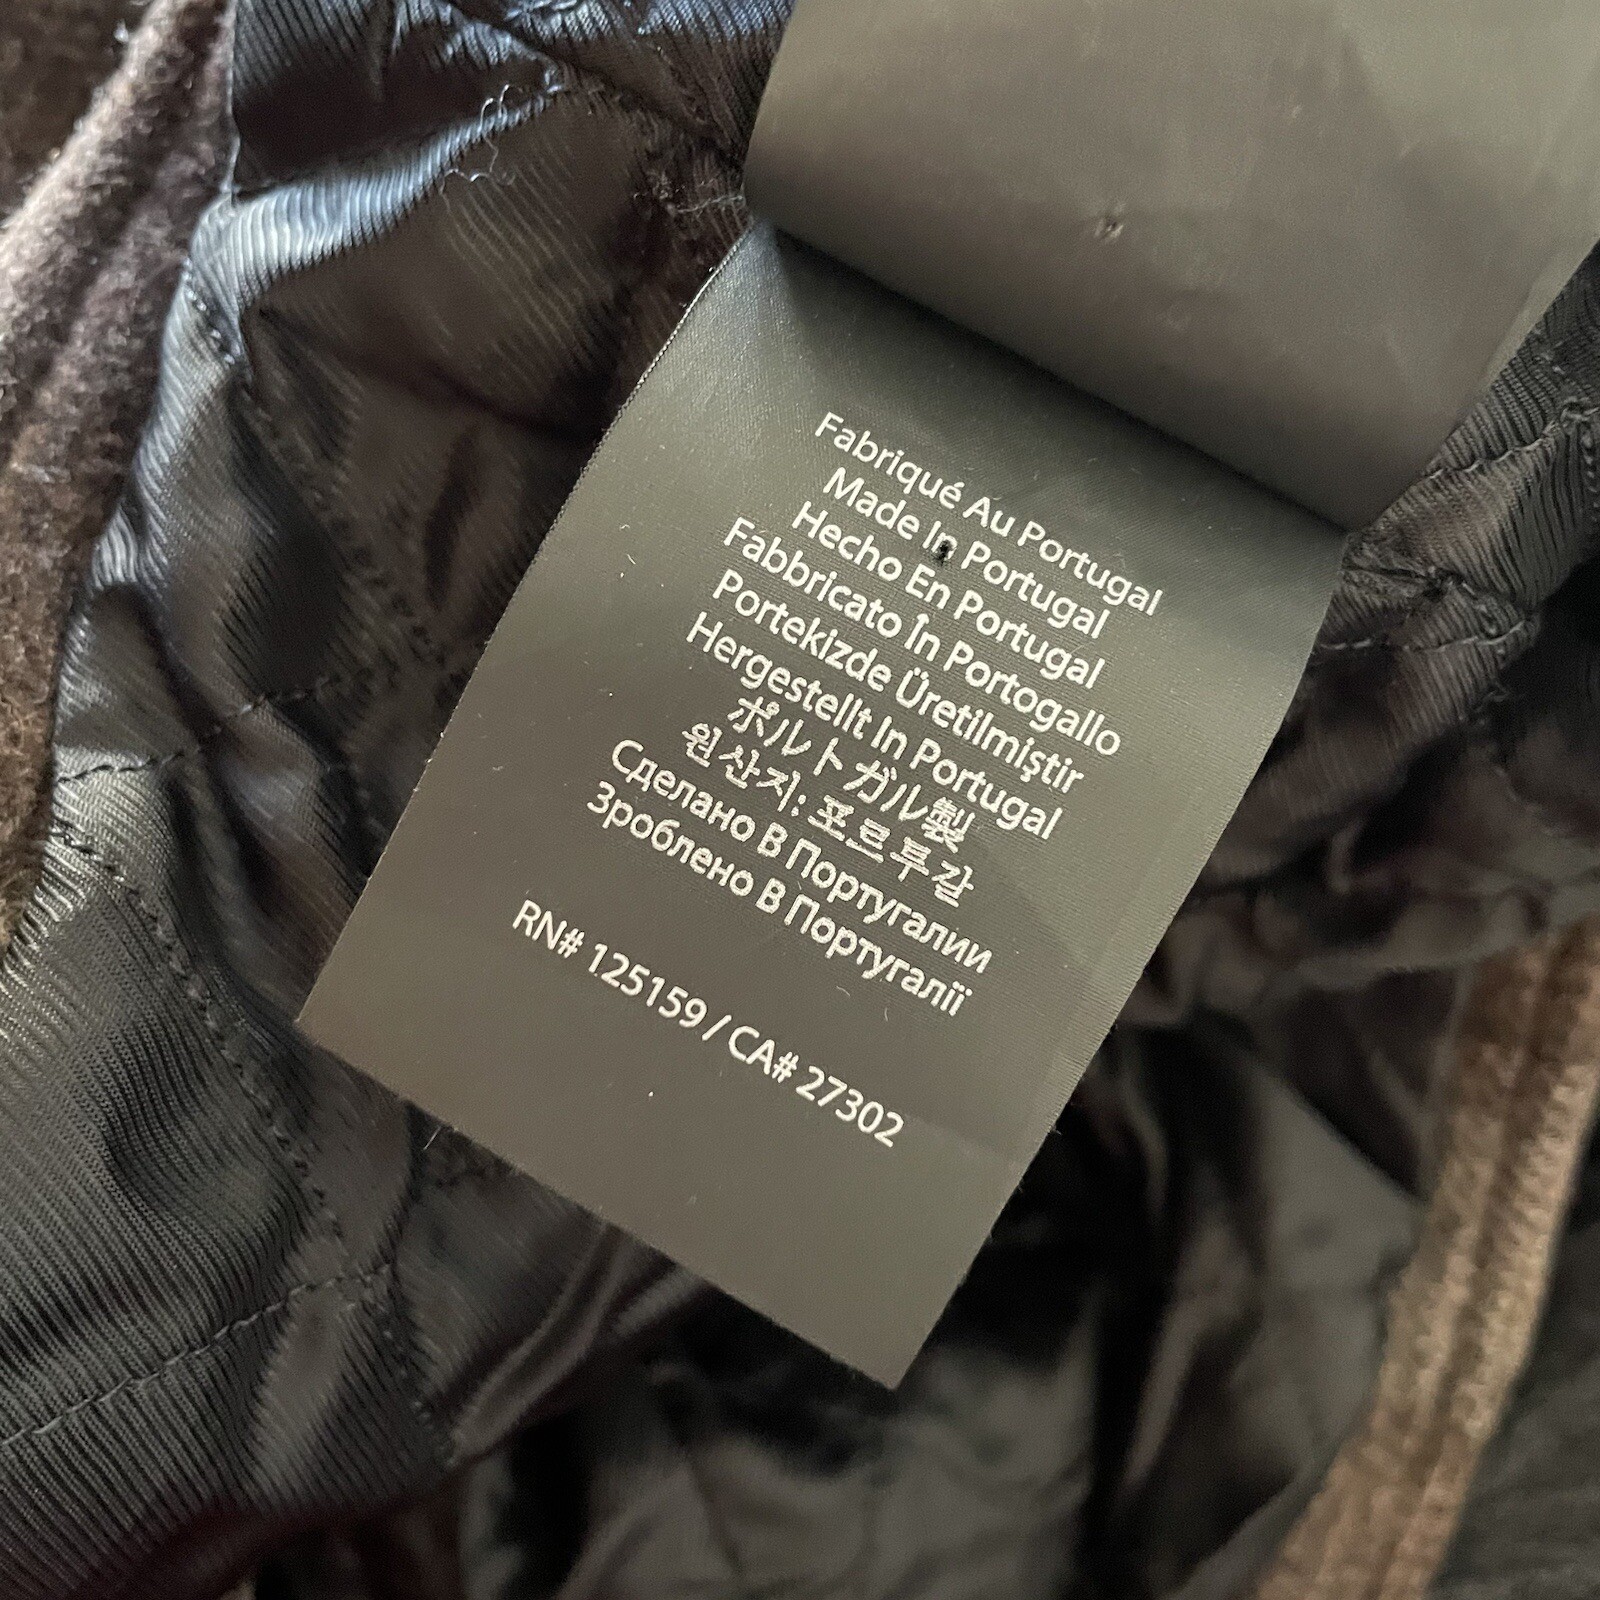 Fabriqué Au Portugal
Made In Portugal
Hecho En Portugal
Fabbricato În Portogallo
Portekizde Üretilmiştir
Hergestellt In Portugal
ポルトガル製
원산지: 포르투갈
Сделано В Португалии
Зроблено В Португалії
RN# 125159 / CA# 27302